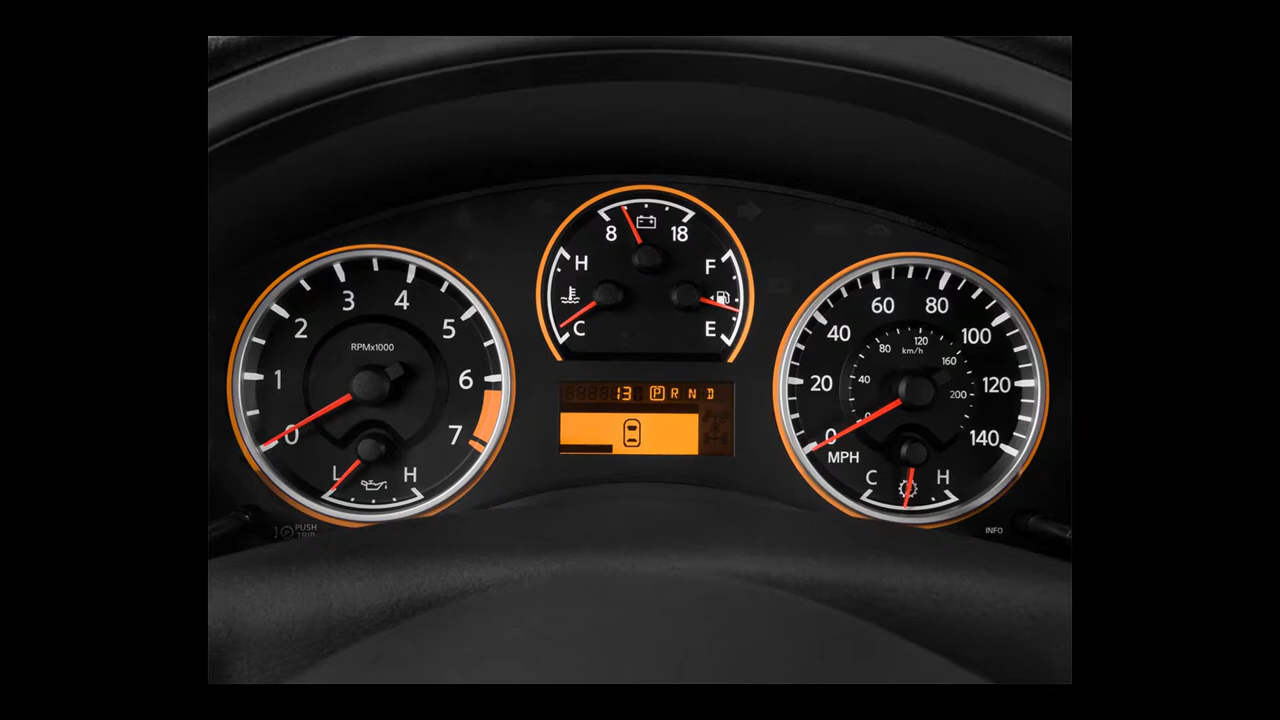 8 18
H
C
F
E
0 1 2 3 4 5 6 7
RPMx1000
L H
13 P R N D
0 20 40 60 80 100 120 140
MPH
40 80 120 160 200
km/h
C H
PUSH
TRIP
INFO